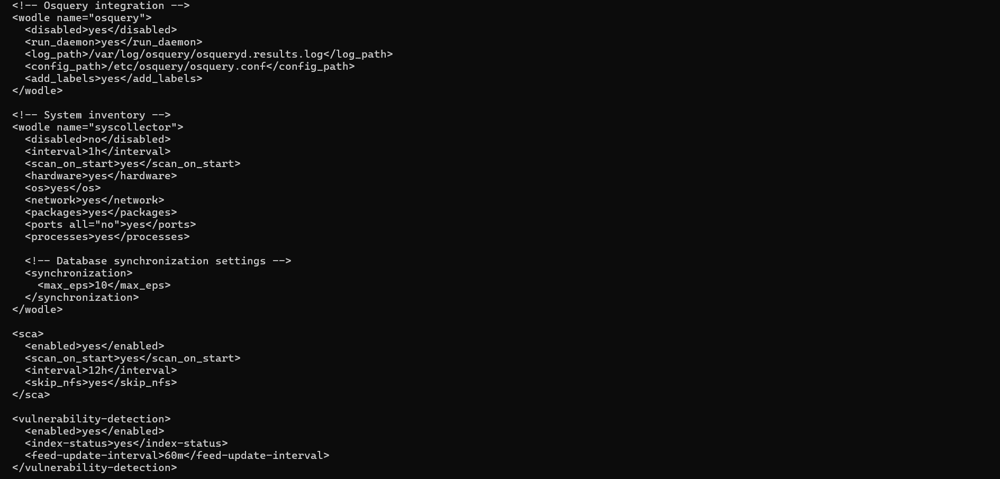 <!-- Osquery integration -->
<wodle name="osquery">
  <disabled>yes</disabled>
  <run_daemon>yes</run_daemon>
  <log_path>/var/log/osquery/osqueryd.results.log</log_path>
  <config_path>/etc/osquery/osquery.conf</config_path>
  <add_labels>yes</add_labels>
</wodle>

<!-- System inventory -->
<wodle name="syscollector">
  <disabled>no</disabled>
  <interval>1h</interval>
  <scan_on_start>yes</scan_on_start>
  <hardware>yes</hardware>
  <os>yes</os>
  <network>yes</network>
  <packages>yes</packages>
  <ports all="no">yes</ports>
  <processes>yes</processes>

  <!-- Database synchronization settings -->
  <synchronization>
    <max_eps>10</max_eps>
  </synchronization>
</wodle>

<sca>
  <enabled>yes</enabled>
  <scan_on_start>yes</scan_on_start>
  <interval>12h</interval>
  <skip_nfs>yes</skip_nfs>
</sca>

<vulnerability-detection>
  <enabled>yes</enabled>
  <index-status>yes</index-status>
  <feed-update-interval>60m</feed-update-interval>
</vulnerability-detection>